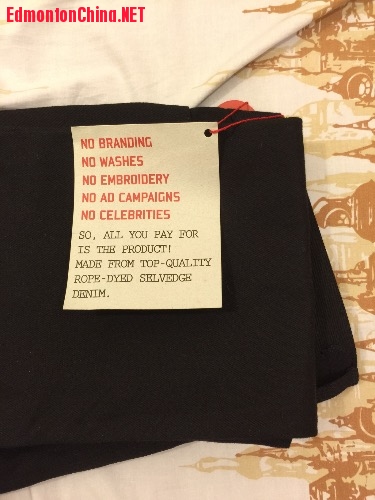 EdmontonChina.NET
NO BRANDING
NO WASHES
NO EMBROIDERY
NO AD CAMPAIGNS
NO CELEBRITIES
SO, ALL YOU PAY FOR
IS THE PRODUCT!
MADE FROM TOP-QUALITY
ROPE-DYED SELVEDGE
DENIM.